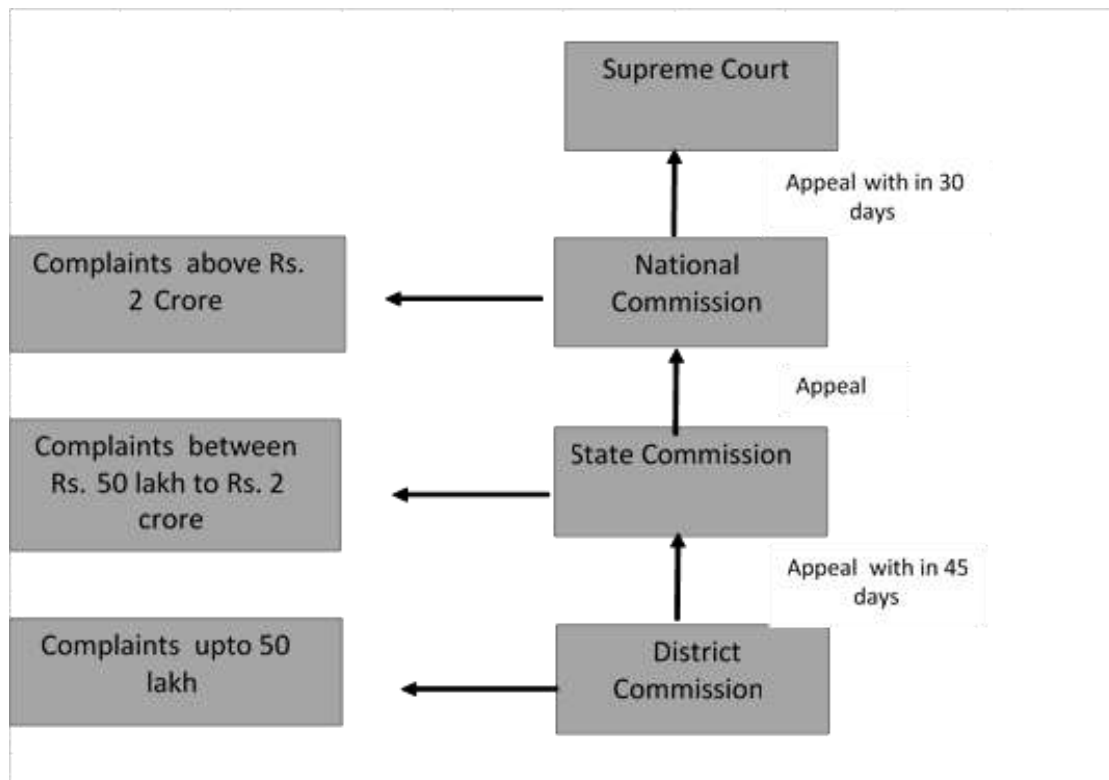 Supreme Court
Appeal with in 30
days
Complaints above Rs.
2 Crore
National
Commission
Appeal
Complaints between
Rs. 50 lakh to Rs. 2
crore
State Commission
Appeal with in 45
days
Complaints upto 50
lakh
District
Commission